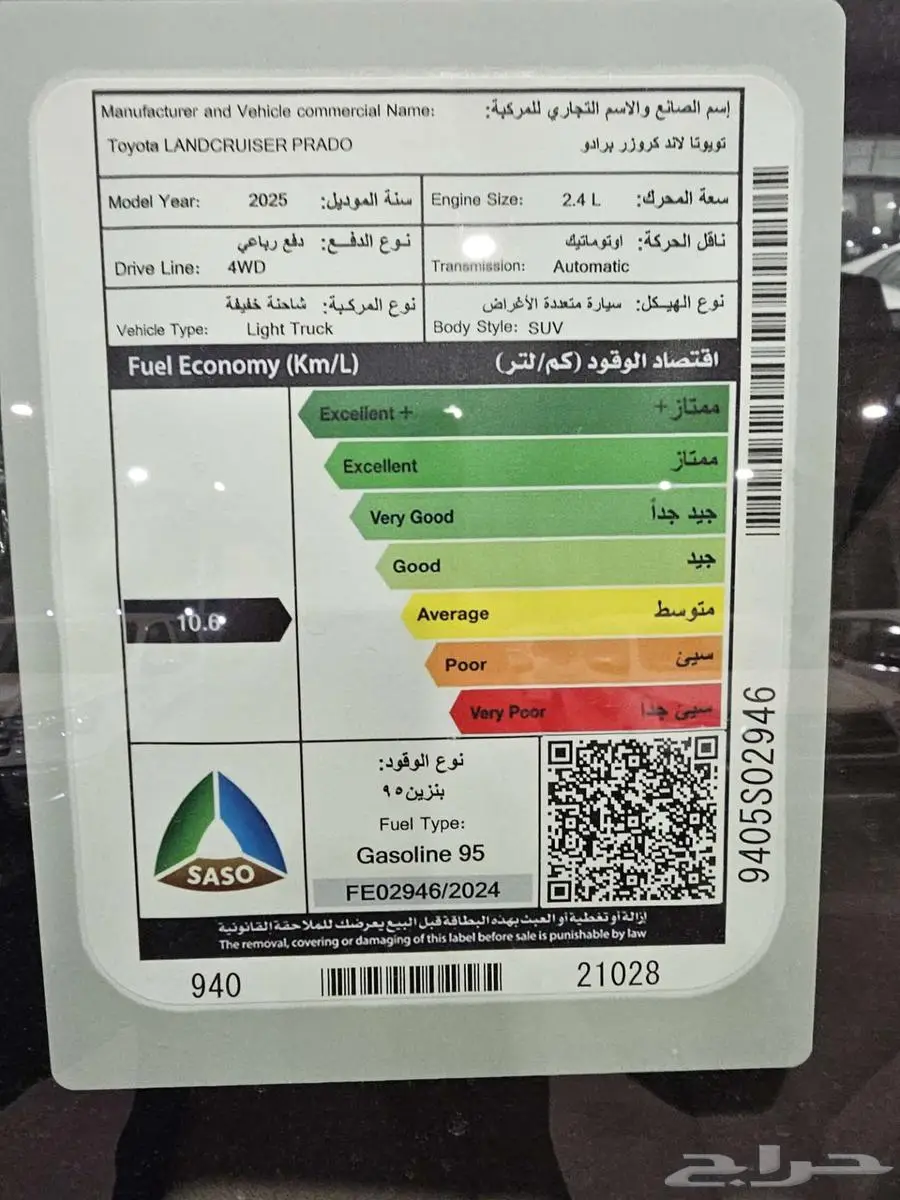 Manufacturer and Vehicle commercial Name: إسم الصانع والاسم التجاري للمركبة:
Toyota LANDCRUISER PRADO تويوتا لاند كروزر برادو
Model Year: 2025 سنة الموديل:
Engine Size: 2.4 L سعة المحرك:
نوع الدفع: دفع رباعي
Drive Line: 4WD
ناقل الحركة: اوتوماتيك
Transmission: Automatic
نوع المركبة: شاحنة خفيفة
Vehicle Type: Light Truck
نوع الهيكل: سيارة متعددة الأغراض
Body Style: SUV
Fuel Economy (Km/L) اقتصاد الوقود (كم/لتر)
Excellent + ممتاز +
Excellent ممتاز
Very Good جيد جداً
Good جيد
10.6
Average متوسط
Poor سيئ
Very Poor سيئ جدا
SASO
نوع الوقود:
بنزين ٩٥
Fuel Type:
Gasoline 95
FE02946/2024
9405S02946
إزالة أو تغطية أو العبث بهذه البطاقة قبل البيع يعرضك للملاحقة القانونية
The removal, covering or damaging of this label before sale is punishable by law
940 21028
حراج